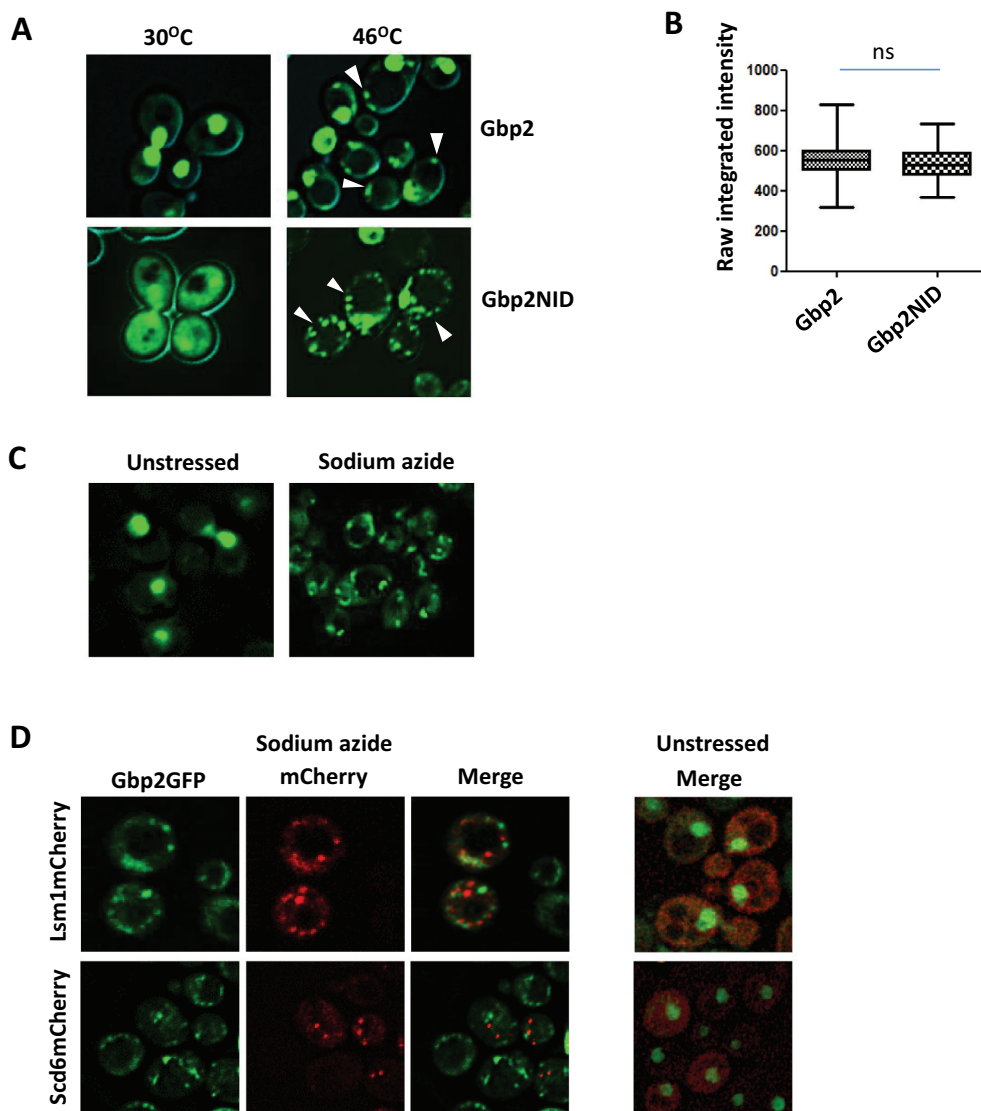 A
30°C
46°C
Gbp2
Gbp2NID
B
ns
Raw integrated intensity
1000
800
600
400
200
0
Gbp2
Gbp2NID
C
Unstressed
Sodium azide
D
Sodium azide
Unstressed
Gbp2GFP
mCherry
Merge
Merge
Lsm1mCherry
Scd6mCherry